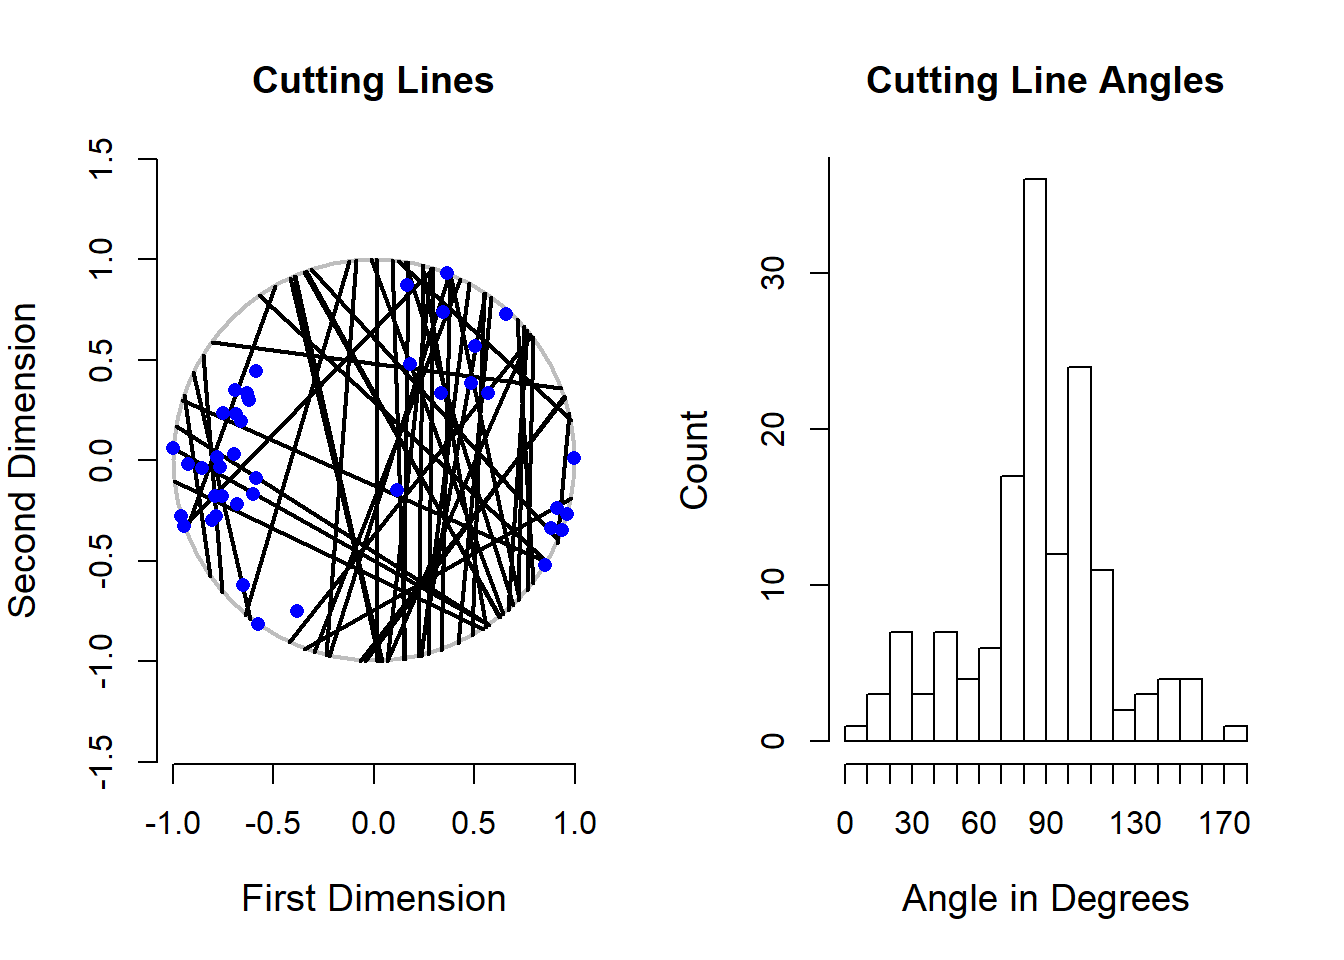 Cutting Lines
Second Dimension
1.5
1.0
0.5
0.0
-0.5
-1.0
-1.5
-1.0 -0.5 0.0 0.5 1.0
First Dimension
Cutting Line Angles
Count
30
20
10
0
0 30 60 90 130 170
Angle in Degrees